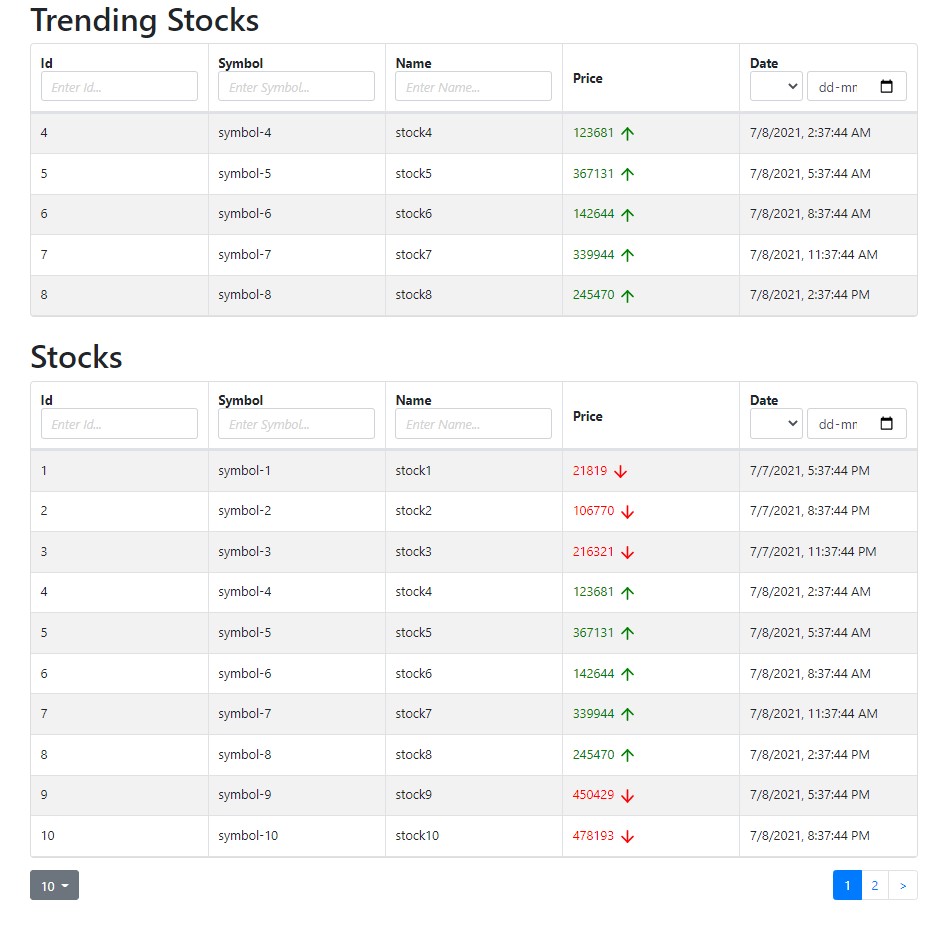 Trending Stocks
Id Symbol Name Price Date
Enter Id... Enter Symbol... Enter Name... dd-mr
4 symbol-4 stock4 123681 7/8/2021, 2:37:44 AM
5 symbol-5 stock5 367131 7/8/2021, 5:37:44 AM
6 symbol-6 stock6 142644 7/8/2021, 8:37:44 AM
7 symbol-7 stock7 339944 7/8/2021, 11:37:44 AM
8 symbol-8 stock8 245470 7/8/2021, 2:37:44 PM
Stocks
Id Symbol Name Price Date
Enter Id... Enter Symbol... Enter Name... dd-mr
1 symbol-1 stock1 21819 7/7/2021, 5:37:44 PM
2 symbol-2 stock2 106770 7/7/2021, 8:37:44 PM
3 symbol-3 stock3 216321 7/7/2021, 11:37:44 PM
4 symbol-4 stock4 123681 7/8/2021, 2:37:44 AM
5 symbol-5 stock5 367131 7/8/2021, 5:37:44 AM
6 symbol-6 stock6 142644 7/8/2021, 8:37:44 AM
7 symbol-7 stock7 339944 7/8/2021, 11:37:44 AM
8 symbol-8 stock8 245470 7/8/2021, 2:37:44 PM
9 symbol-9 stock9 450429 7/8/2021, 5:37:44 PM
10 symbol-10 stock10 478193 7/8/2021, 8:37:44 PM
10 1 2 >